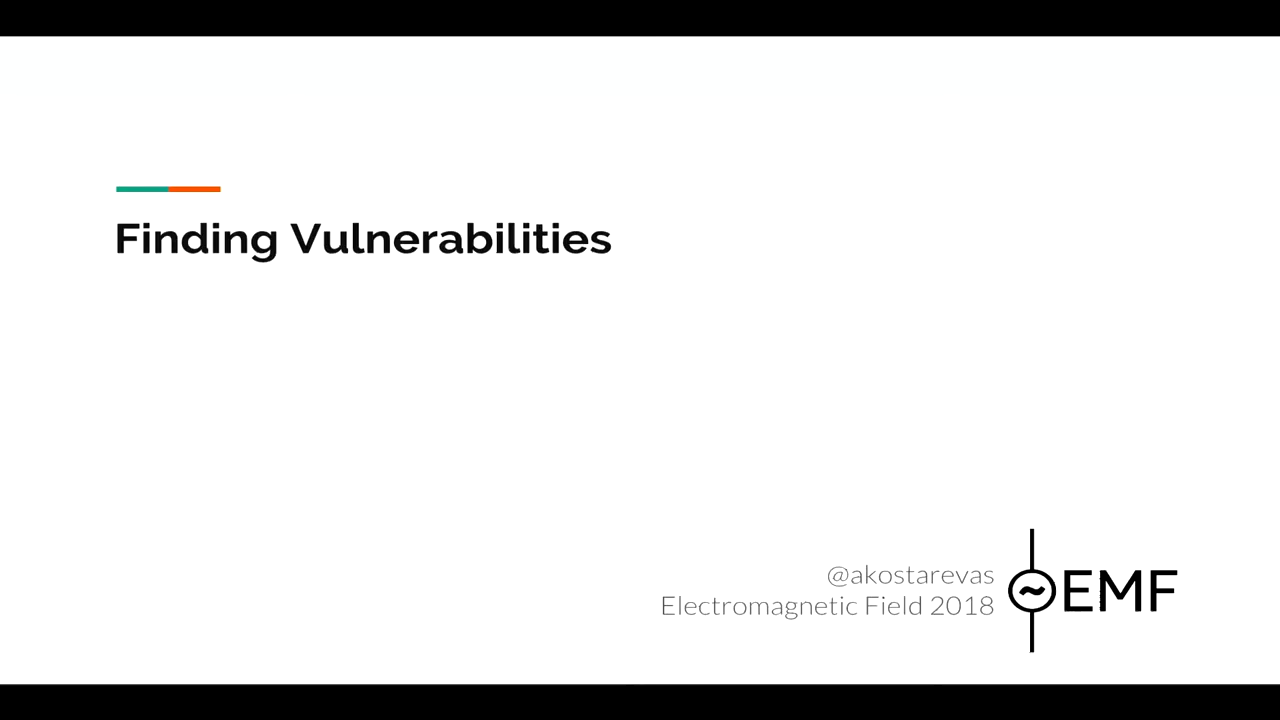 Finding Vulnerabilities
@akostarevas
Electromagnetic Field 2018
EMF